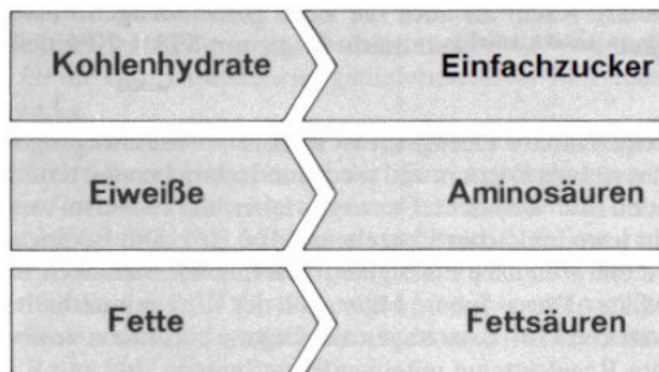 Kohlenhydrate Einfachzucker
Eiweiße Aminosäuren
Fette Fettsäuren